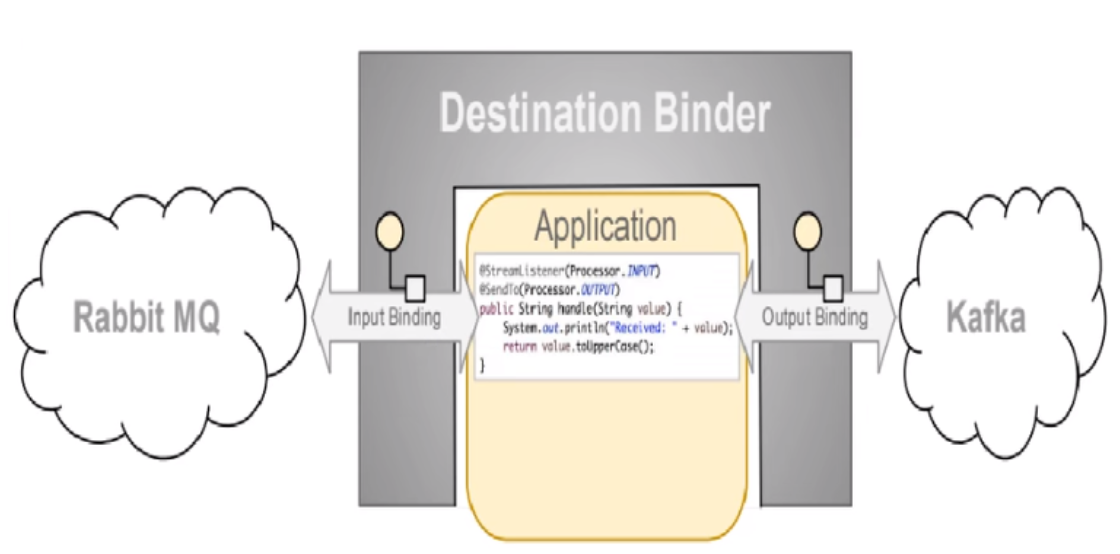 Destination Binder
Application
@StreamListener(Processor.INPUT)
@SendTo(Processor.OUTPUT)
public String handle(String value) {
System.out.println("Received: " + value);
return value.toUpperCase();
}
Rabbit MQ
Input Binding
Output Binding
Kafka